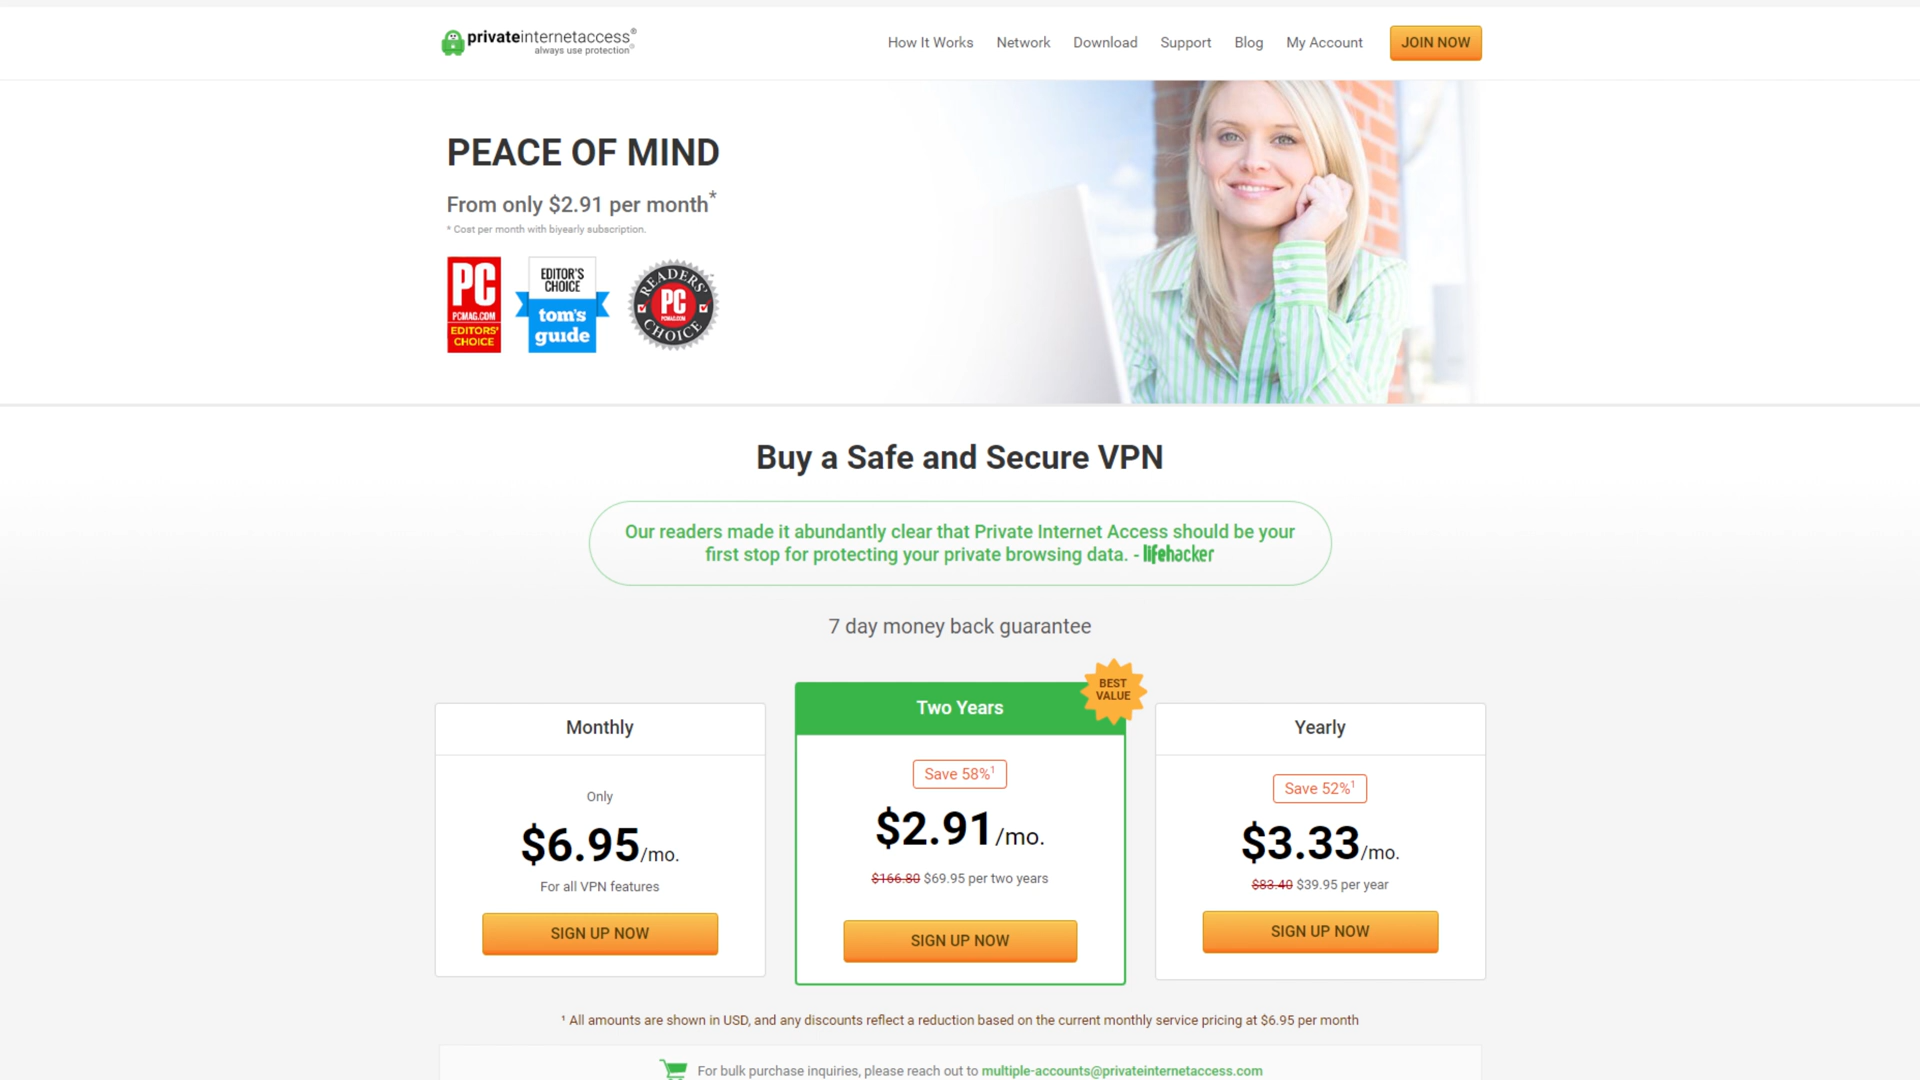 privateinternetaccess®
always use protection®
How It Works
Network
Download
Support
Blog
My Account
JOIN NOW
PEACE OF MIND
From only $2.91 per month*
* Cost per month with biyearly subscription.
PC
PCMAG.COM
EDITORS'
CHOICE
EDITOR'S
CHOICE
tom's
guide
READERS'
PC
PCMAG.COM
CHOICE
Buy a Safe and Secure VPN
Our readers made it abundantly clear that Private Internet Access should be your
first stop for protecting your private browsing data. - lifehacker
7 day money back guarantee
Monthly
Only
$6.95/mo.
For all VPN features
SIGN UP NOW
BEST
VALUE
Two Years
Save 58%¹
$2.91/mo.
$166.80 $69.95 per two years
SIGN UP NOW
Yearly
Save 52%¹
$3.33/mo.
$83.40 $39.95 per year
SIGN UP NOW
¹ All amounts are shown in USD, and any discounts reflect a reduction based on the current monthly service pricing at $6.95 per month
For bulk purchase inquiries, please reach out to multiple-accounts@privateinternetaccess.com